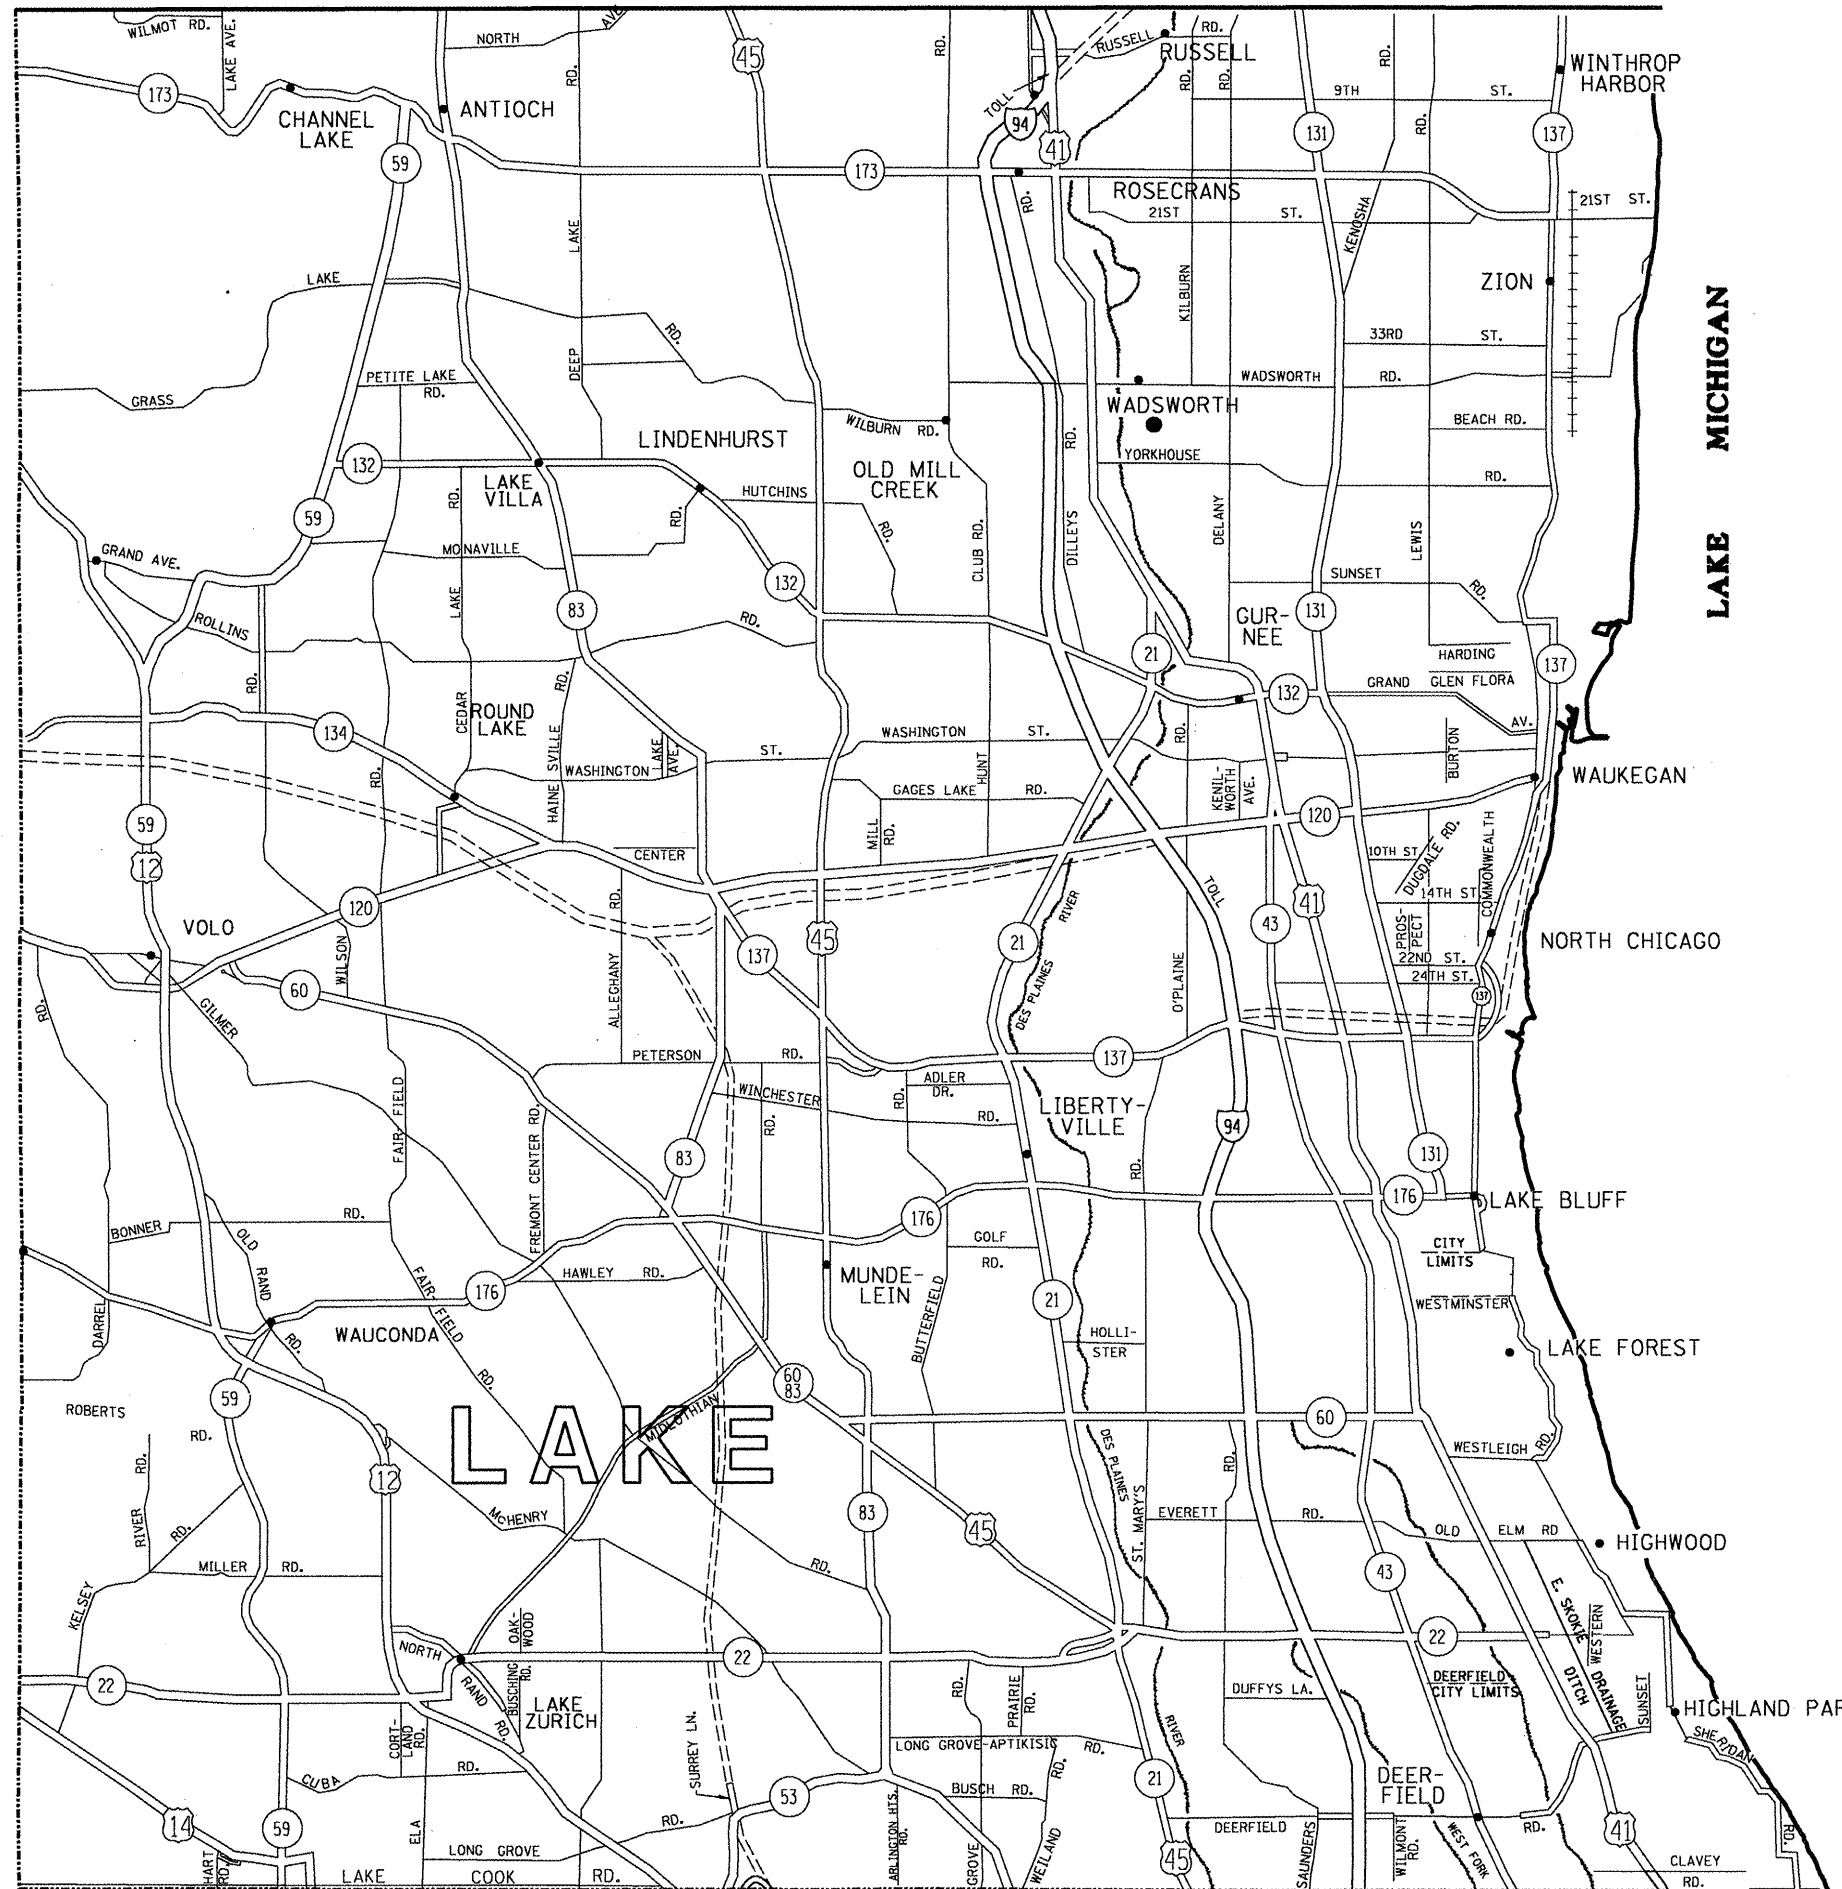 WILMOT RD.
LAKE AVE.
NORTH
AVE.
RD.
45
RD.
TOLL
RUSSELL
RD.
RUSSELL
RD.
RD.
RD.
WINTHROP
HARBOR
173
CHANNEL
LAKE
ANTIOCH
59
94
41
131
9TH
ST.
RD.
137
173
ROSECRANS
21ST
ST.
KENOSHA
21ST ST.
RD.
LAKE
LAKE
KILBURN
ZION
33RD
ST.
RD.
DEEP
GRASS
PETITE LAKE
RD.
WADSWORTH
RD.
WADSWORTH
WILBURN RD.
BEACH RD.
LAKE MICHIGAN
LINDENHURST
132
LAKE
VILLA
OLD MILL
CREEK
RD.
YORKHOUSE
RD.
59
RD.
HUTCHINS
RD.
RD.
CLUB RD.
DILLEYS
DELANY
LEWIS
GRAND AVE.
MONAVILLE
132
SUNSET
RD.
ROLLINS
LAKE
83
RD.
GUR-
NEE
131
21
HARDING
137
RD.
RD.
132
GRAND
GLEN FLORA
AV.
134
CEDAR
ROUND
LAKE
HAINESVILLE
WASHINGTON
LAKE
AVE.
ST.
WASHINGTON
ST.
HUNT
RD.
BURTON
RD.
GAGES LAKE
RD.
KENIL-
WORTH
AVE.
WAUKEGAN
59
12
MILL
RD.
CENTER
120
10TH ST.
DUGDALE RD.
COMMONWEALTH
14TH ST.
120
RD.
TOLL
43
41
VOLO
WILSON
45
21
RIVER
DES PLAINES
PROS-
PECT
22ND ST.
24TH ST.
NORTH CHICAGO
137
60
GILMER
RD.
ALLEGHANY
O'PLAINE
137
PETERSON
RD.
137
FAIRFIELD
WINCHESTER
RD.
ADLER
DR.
RD.
RD.
LIBERTY-
VILLE
94
FREMONT CENTER RD.
83
RD.
131
176
LAKE BLUFF
BONNER
RD.
OLD
RAND
RD.
176
GOLF
RD.
CITY
LIMITS
FAIRFIELD
RD.
176
HAWLEY RD.
MUNDE-
LEIN
BUTTERFIELD
21
WESTMINSTER
DARREL
WAUCONDA
HOLLI-
STER
LAKE FOREST
59
60
83
ROBERTS
RD.
LAKE
MIDLOTHIAN
60
WESTLEIGH
RD.
DES PLAINES
RD.
12
RIVER RD.
RD.
MCHENRY
83
45
ST. MARY'S
EVERETT
RD.
OLD
ELM RD
HIGHWOOD
MILLER RD.
RD.
43
KELSEY
E. SKOKIE
DRAINAGE
DITCH
WESTERN
NORTH
OAK-
WOOD
22
22
22
RAND
RD.
BUSCHING
RD.
LAKE
ZURICH
RD.
PRAIRIE
RD.
DUFFYS LA.
DEERFIELD
CITY LIMITS
SUNSET
HIGHLAND PAR
SHERIDAN
CORT-
LAND
RD.
SURREY LN.
LONG GROVE-APTIKISIC
RD.
RIVER
CUBA
RD.
53
BUSCH RD.
RD.
21
DEER-
FIELD
14
59
ELA
RD.
ARLINGTON HTS.
RD.
GROVE
WEILAND
DEERFIELD
RD.
41
RD.
HART
RD.
LONG GROVE
45
SAUNDERS
WILMONT
RD.
WEST FORK
CLAVEY
RD.
LAKE
COOK
RD.